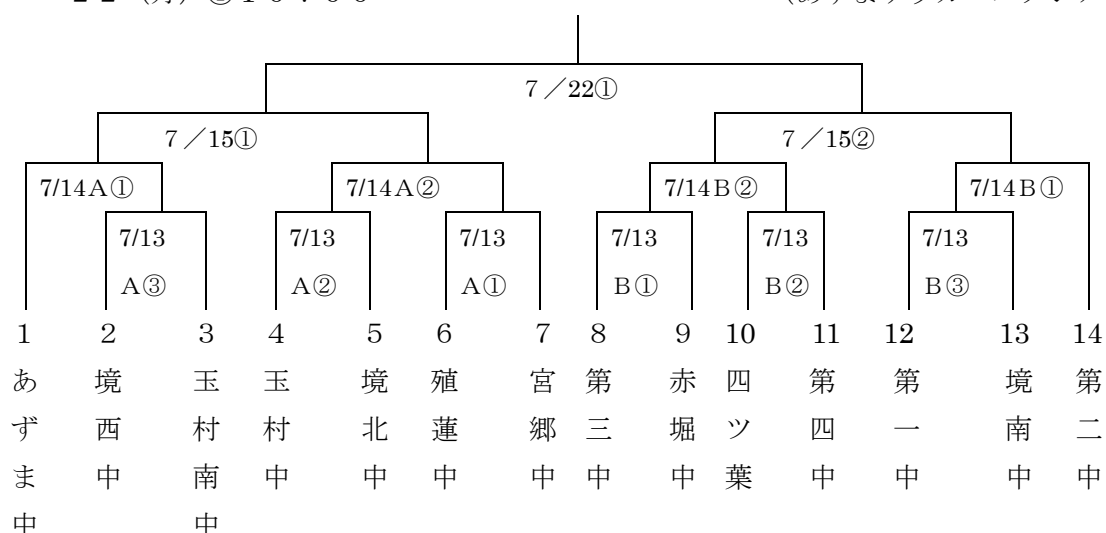 7／22①
7／15① 7／15②
7/14A① 7/14A② 7/14B② 7/14B①
7/13 7/13 7/13 7/13 7/13 7/13
A③ A② A① B① B② B③
1 2 3 4 5 6 7 8 9 10 11 12 13 14
あずま中
境西中
玉村南中
玉村中
境北中
殖蓮中
宮郷中
第三中
赤堀中
四ツ葉
第四中
第一中
境南中
第二中